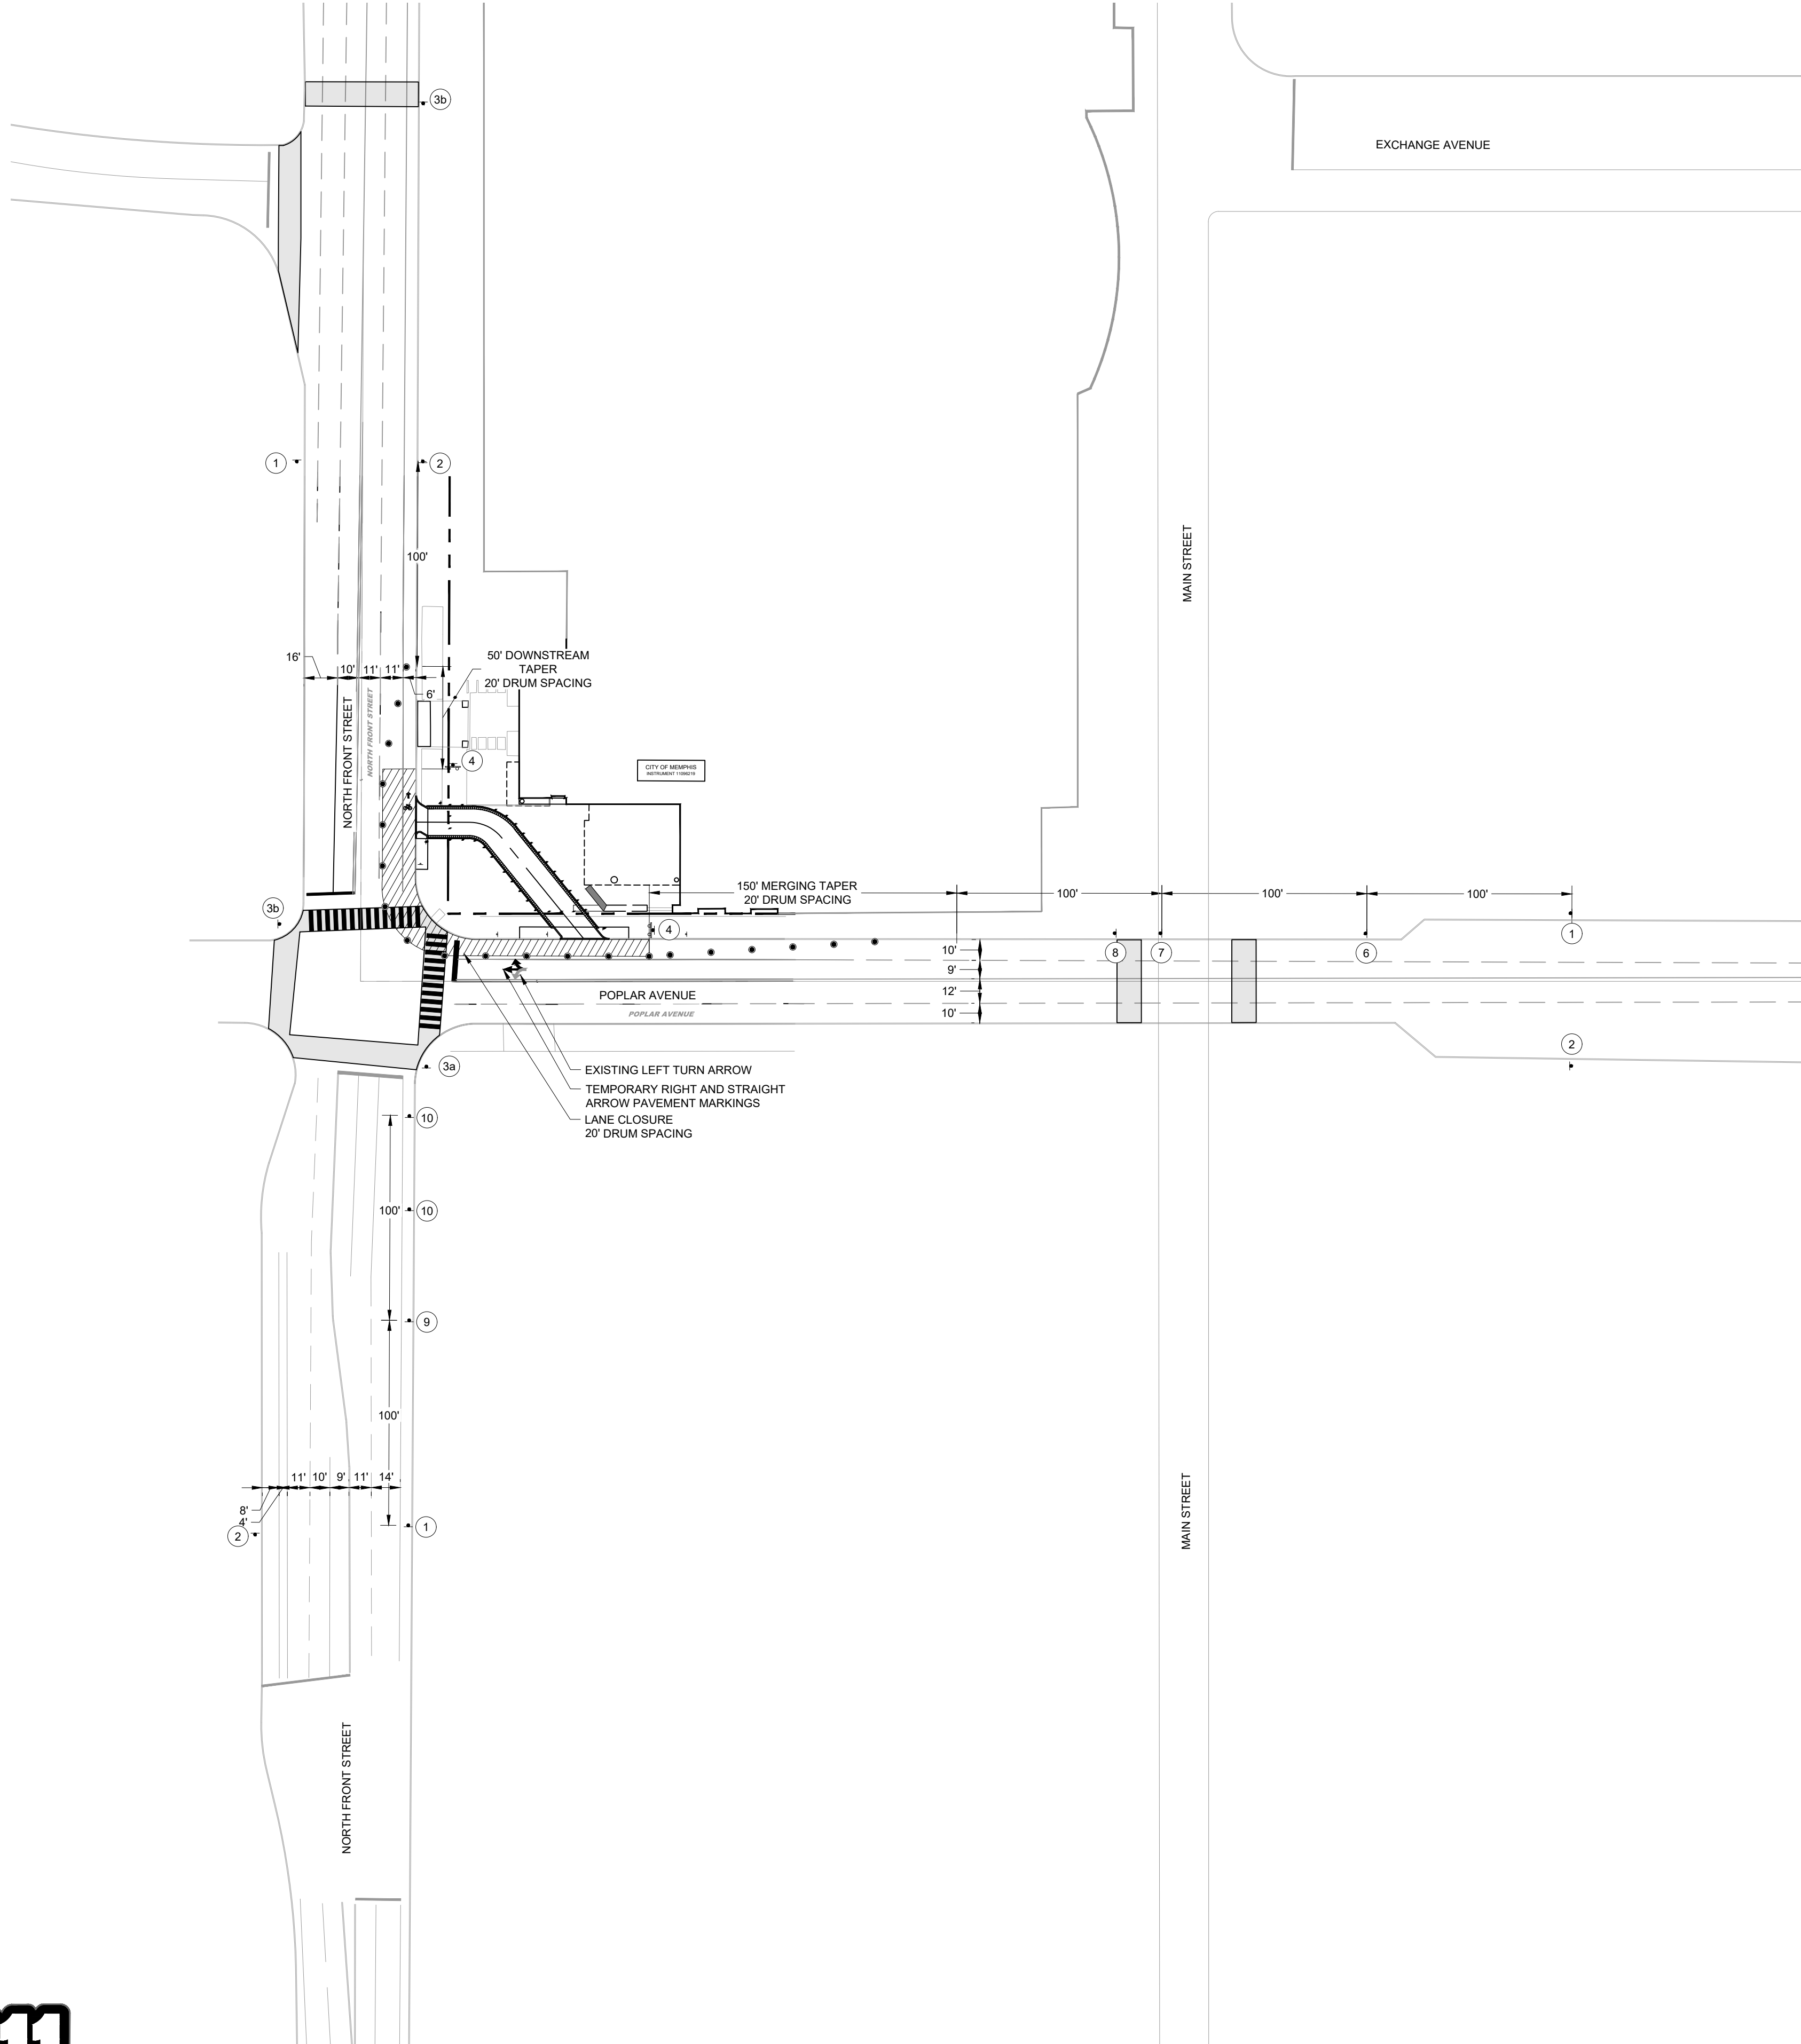 3b
EXCHANGE AVENUE
1
2
MAIN STREET
100'
50' DOWNSTREAM
TAPER
20' DRUM SPACING
16'
10'
11'
11'
6'
NORTH FRONT STREET
NORTH FRONT STREET
4
CITY OF MEMPHIS
INSTRUMENT 11096219
150' MERGING TAPER
20' DRUM SPACING
100'
100'
100'
3b
4
1
10'
9'
12'
10'
8
7
6
POPLAR AVENUE
POPLAR AVENUE
2
3a
EXISTING LEFT TURN ARROW
TEMPORARY RIGHT AND STRAIGHT
ARROW PAVEMENT MARKINGS
LANE CLOSURE
20' DRUM SPACING
10
100'
10
9
100'
11'
10'
9'
11'
14'
8'
4'
2
1
MAIN STREET
NORTH FRONT STREET